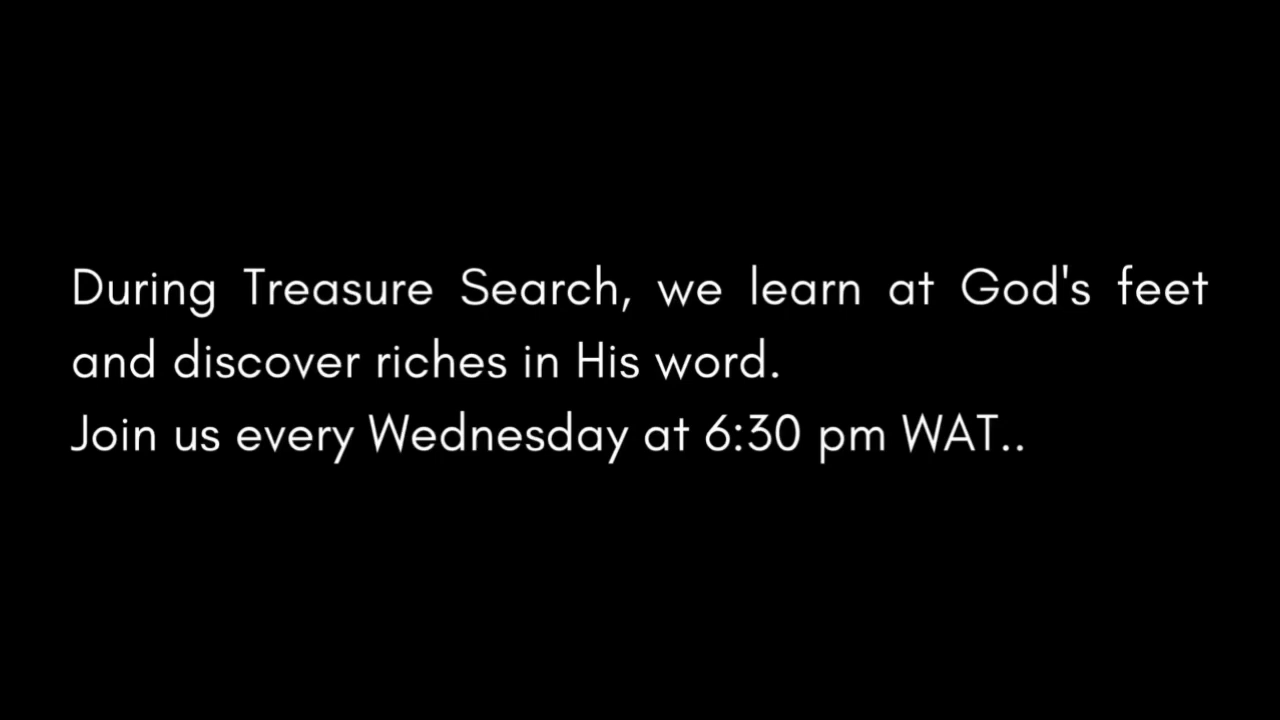 During Treasure Search, we learn at God's feet
and discover riches in His word.
Join us every Wednesday at 6:30 pm WAT..